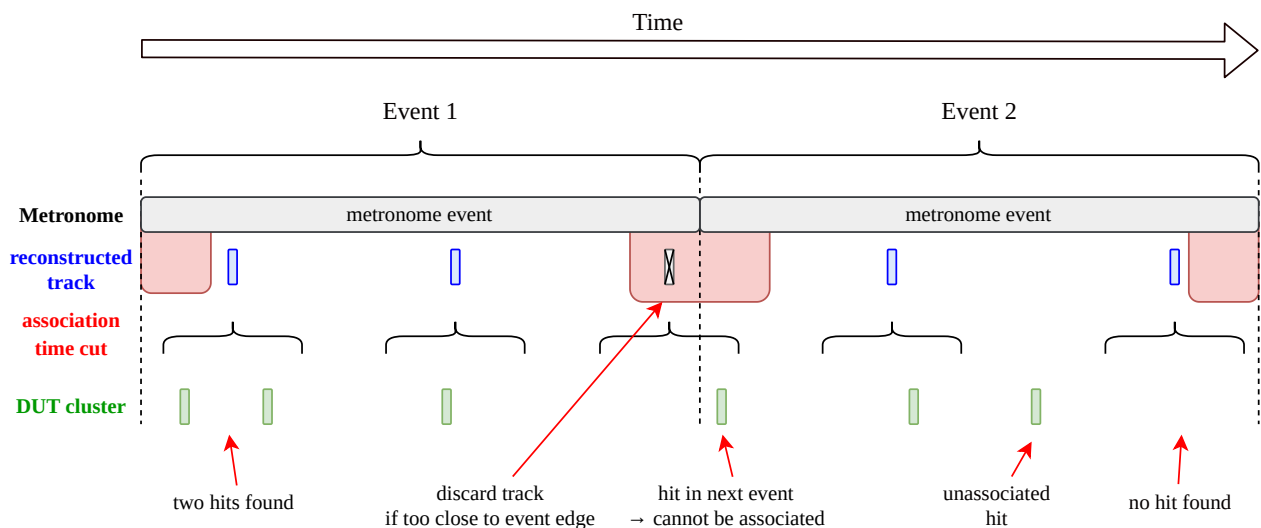 Time
Event 1
Event 2
Metronome
metronome event
metronome event
reconstructed
track
association
time cut
DUT cluster
two hits found
discard track
if too close to event edge
hit in next event
→ cannot be associated
unassociated
hit
no hit found